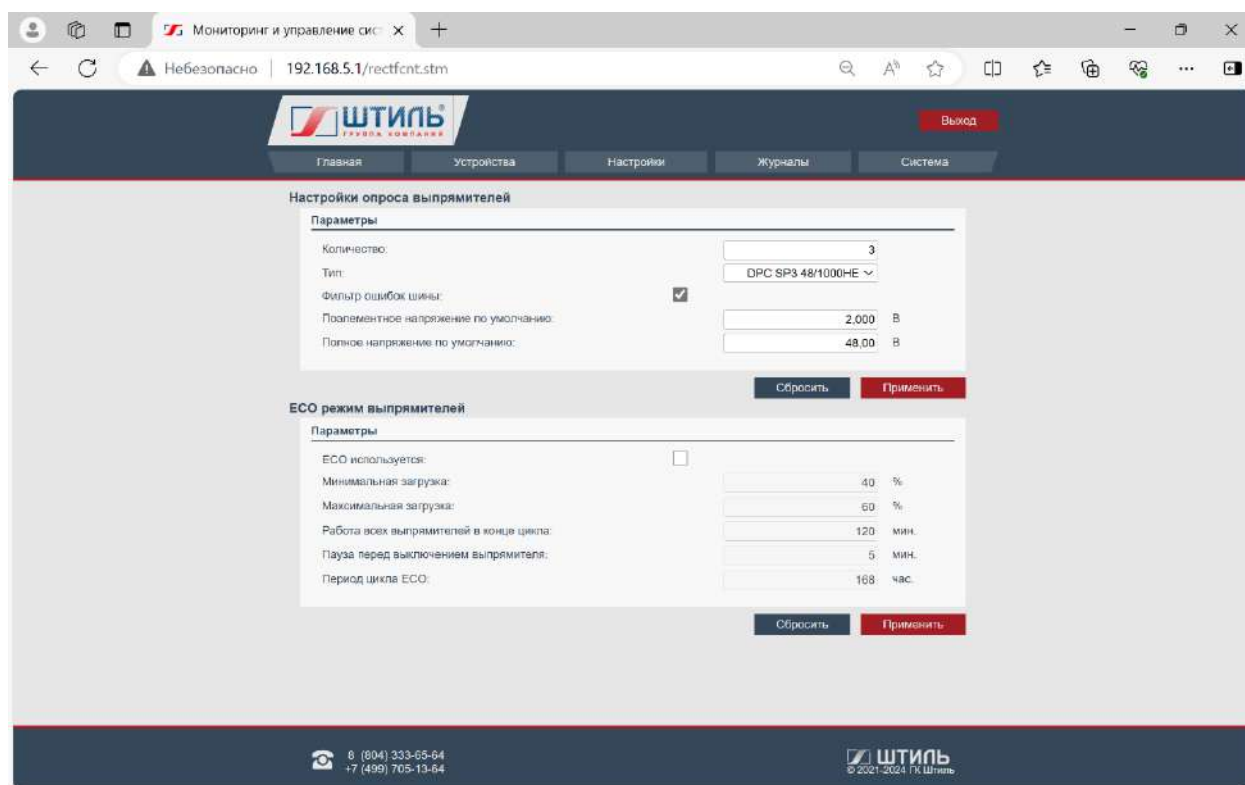 Мониторинг и управление сис
Небезопасно
192.168.5.1/rectfcnt.stm
ШТИЛЬ
ГРУППА КОМПАНИЙ
Выход
Главная Устройства Настройки Журналы Система
Настройки опроса выпрямителей
Параметры
Количество: 3
Тип: DPC SP3 48/1000HE
Фильтр ошибок шины:
Поэлементное напряжение по умолчанию: 2,000 В
Полное напряжение по умолчанию: 48,00 В
Сбросить Применить
ECO режим выпрямителей
Параметры
ECO используется:
Минимальная загрузка: 40 %
Максимальная загрузка: 60 %
Работа всех выпрямителей в конце цикла: 120 мин.
Пауза перед выключением выпрямителя: 5 мин.
Период цикла ECO: 168 час.
Сбросить Применить
8 (804) 333-65-64
+7 (499) 705-13-64
ШТИЛЬ
© 2021-2024 ГК Штиль